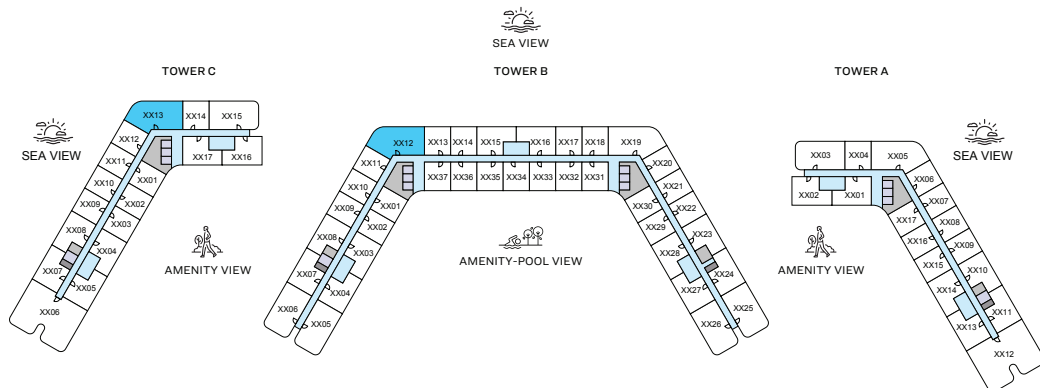 SEA VIEW
TOWER C
TOWER B
TOWER A
SEA VIEW
XX13
XX14
XX15
XX12
XX11
XX10
XX09
XX08
XX07
XX06
XX05
XX04
XX03
XX02
XX01
XX17
XX16
AMENITY VIEW
XX12
XX13
XX14
XX15
XX16
XX17
XX18
XX19
XX11
XX10
XX09
XX08
XX07
XX06
XX05
XX04
XX03
XX02
XX01
XX37
XX36
XX35
XX34
XX33
XX32
XX31
XX30
XX29
XX28
XX27
XX26
XX20
XX21
XX22
XX23
XX24
XX25
AMENITY-POOL VIEW
SEA VIEW
XX03
XX04
XX05
XX02
XX01
XX06
XX07
XX08
XX09
XX10
XX11
XX12
XX17
XX16
XX15
XX14
XX13
AMENITY VIEW